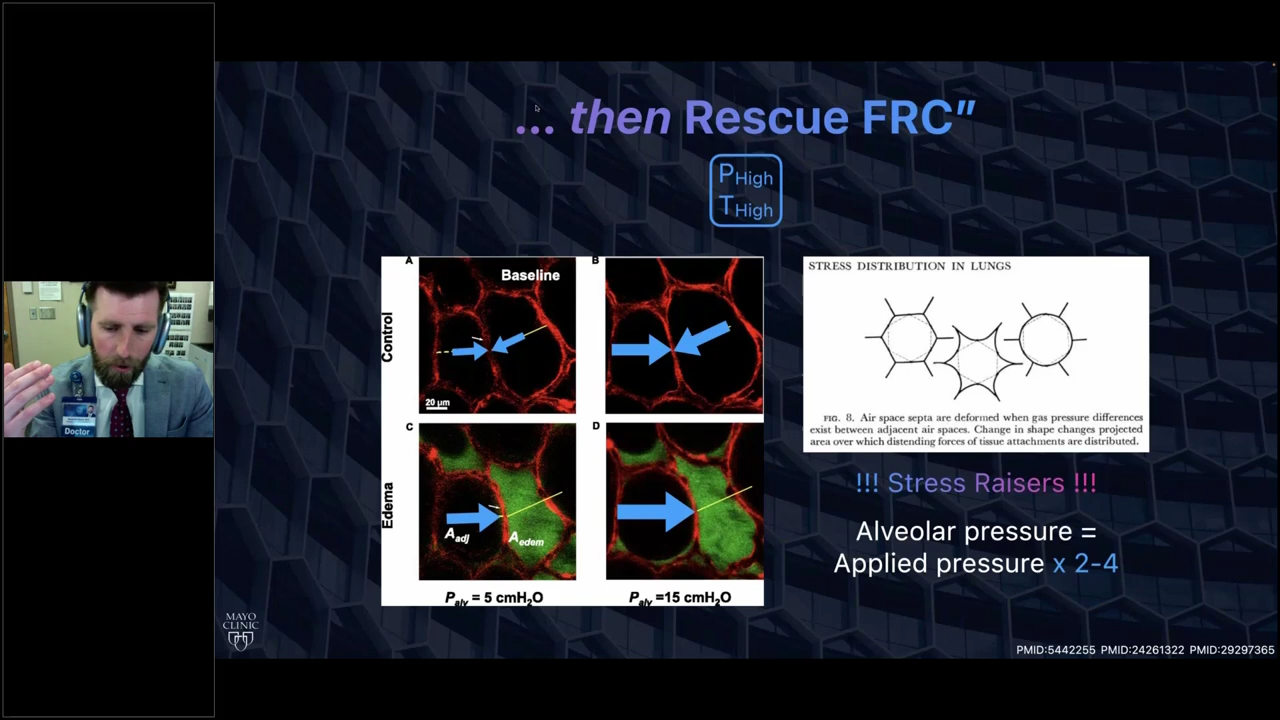 ... then Rescue FRC”
PHigh
THigh
A
Baseline
B
Control
20 µm
C
D
Edema
Aadj
Aedem
Palv = 5 cmH2O
Palv =15 cmH2O
STRESS DISTRIBUTION IN LUNGS
FIG. 8. Air space septa are deformed when gas pressure differences
exist between adjacent air spaces. Change in shape changes projected
area over which distending forces of tissue attachments are distributed.
!!! Stress Raisers !!!
Alveolar pressure =
Applied pressure x 2-4
Doctor
MAYO
CLINIC
PMID:5442255 PMID:24261322 PMID:29297365